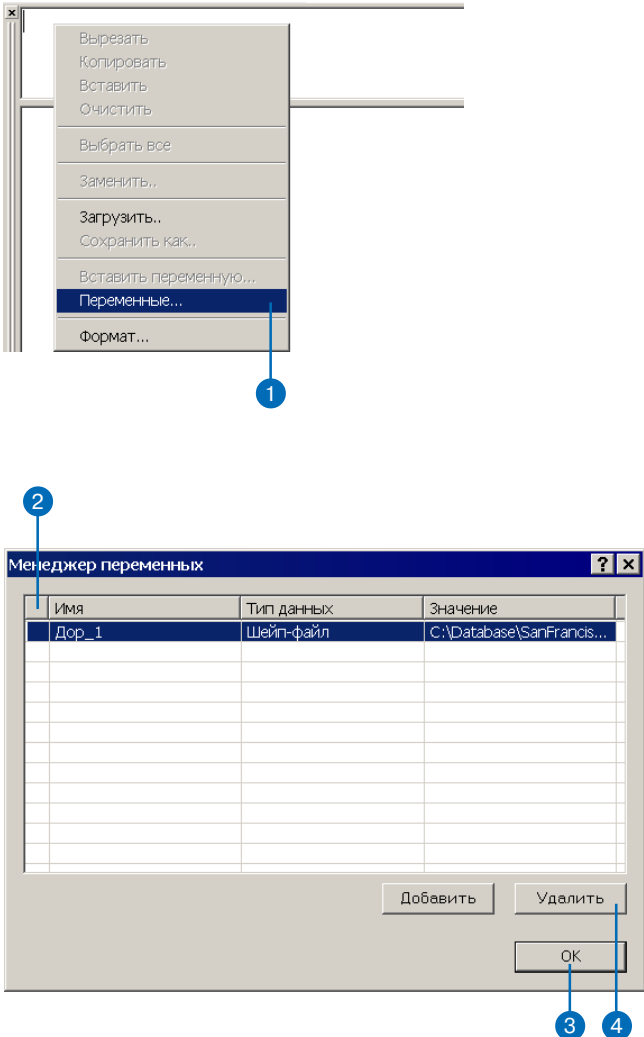 Вырезать
Копировать
Вставить
Очистить
Выбрать все
Заменить..
Загрузить..
Сохранить как..
Вставить переменную...
Переменные...
Формат...
1
2
Менеджер переменных
Имя Тип данных Значение
Дор_1 Шейп-файл C:\Database\SanFrancis...
Добавить Удалить
OK
3 4